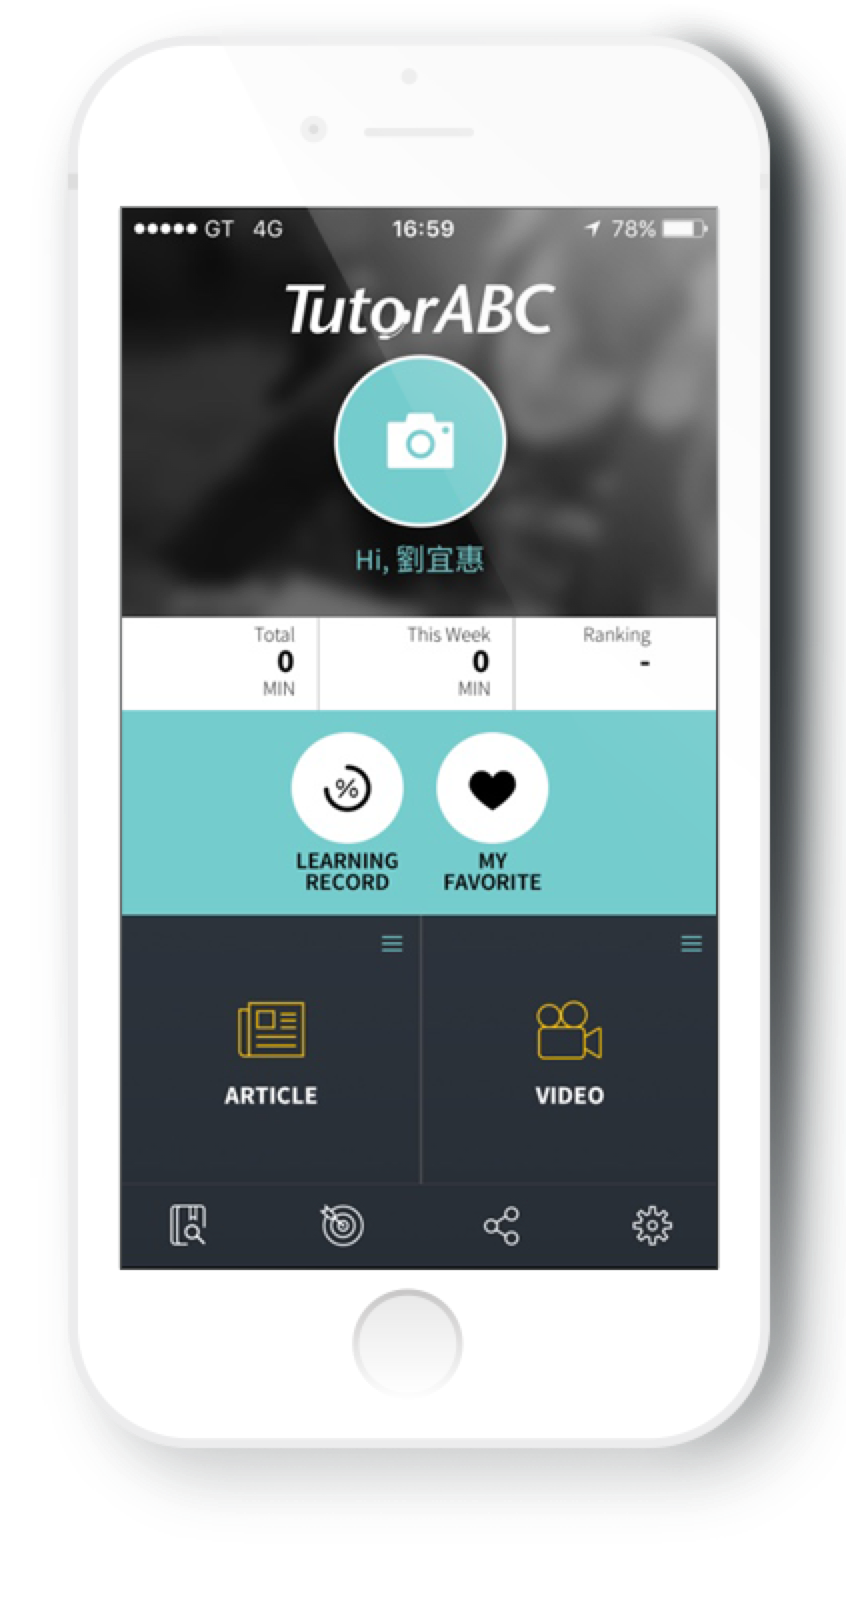 GT 4G 16:59 78%
TutorABC
Hi, 劉宜惠
Total This Week Ranking
0 0 -
MIN MIN
%
LEARNING RECORD
MY FAVORITE
ARTICLE VIDEO